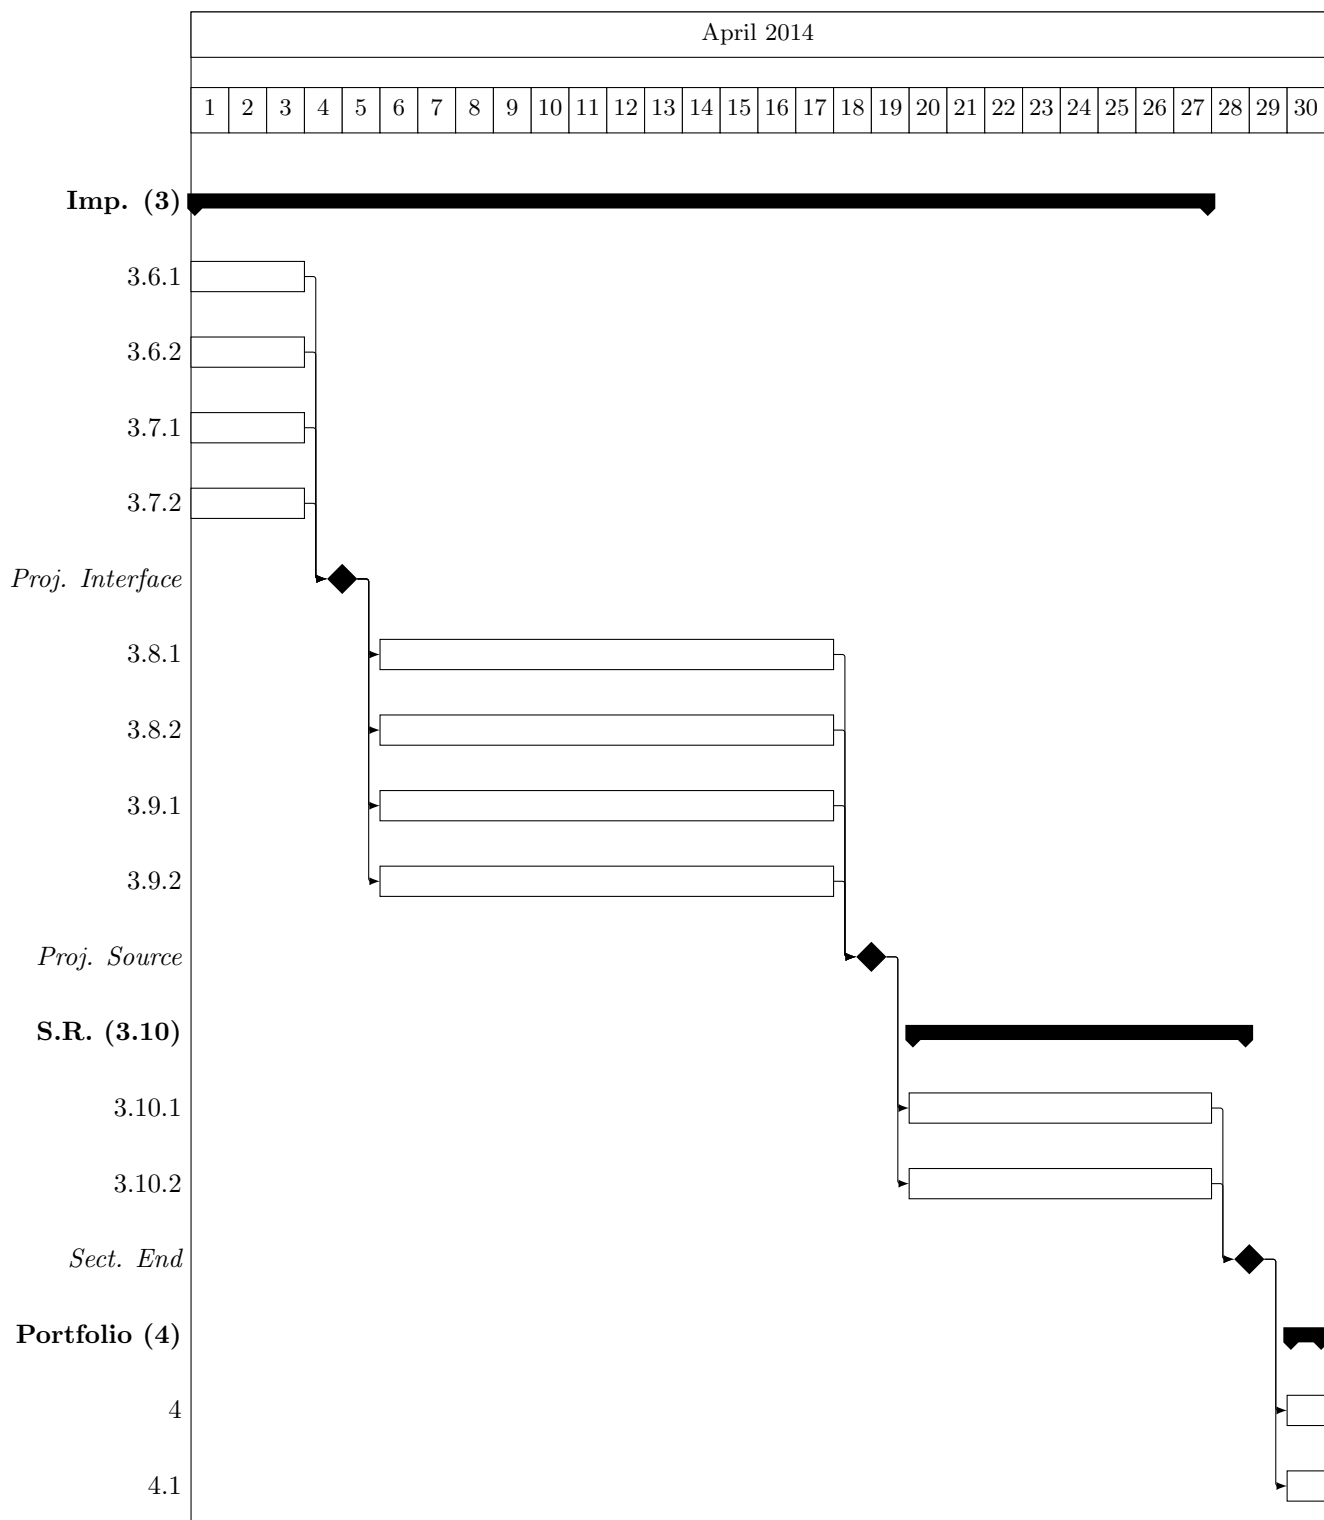 April 2014
1 2 3 4 5 6 7 8 9 10 11 12 13 14 15 16 17 18 19 20 21 22 23 24 25 26 27 28 29 30
Imp. (3)
3.6.1
3.6.2
3.7.1
3.7.2
Proj. Interface
3.8.1
3.8.2
3.9.1
3.9.2
Proj. Source
S.R. (3.10)
3.10.1
3.10.2
Sect. End
Portfolio (4)
4
4.1